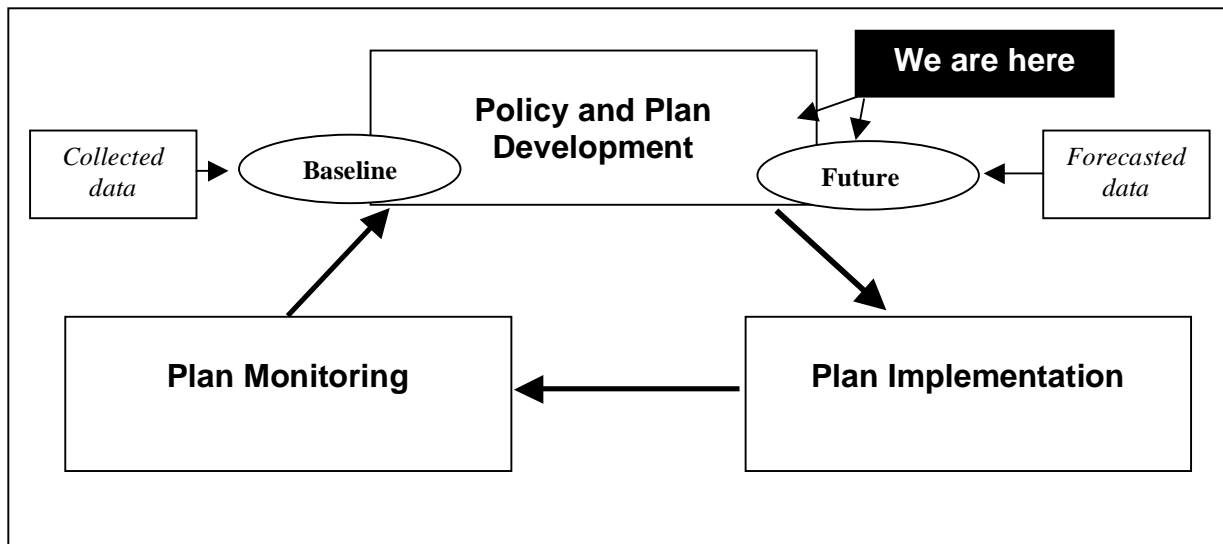 We are here
Policy and Plan
Development
Collected
data
Baseline
Future
Forecasted
data
Plan Monitoring
Plan Implementation